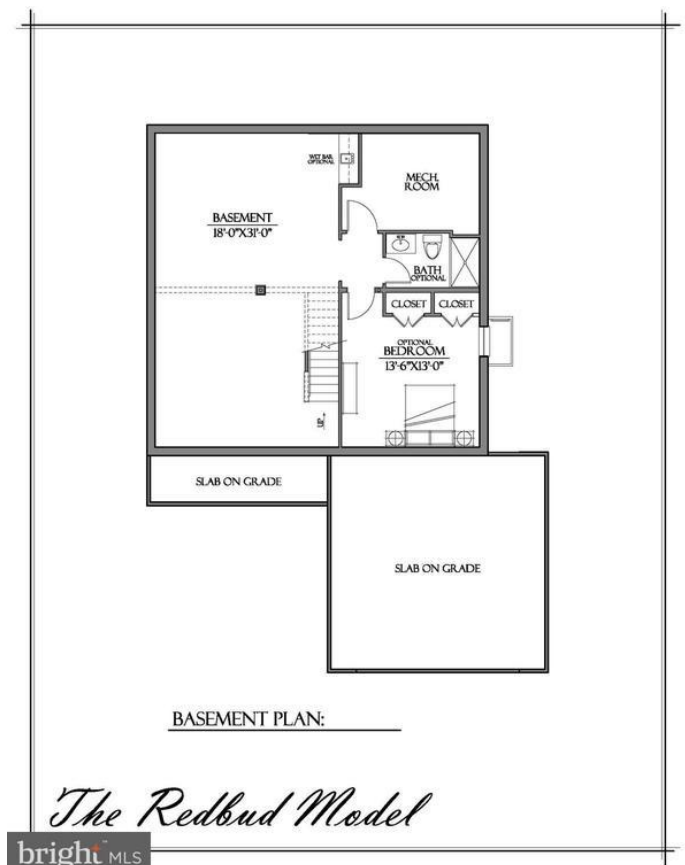 WET BAR
OPTIONAL
MECH.
ROOM
BASEMENT
18'-0"X31'-0"
BATH
OPTIONAL
CLOSET
CLOSET
OPTIONAL
BEDROOM
13'-6"X13'-0"
UP
SLAB ON GRADE
SLAB ON GRADE
BASEMENT PLAN:
The Redbud Model
bright MLS